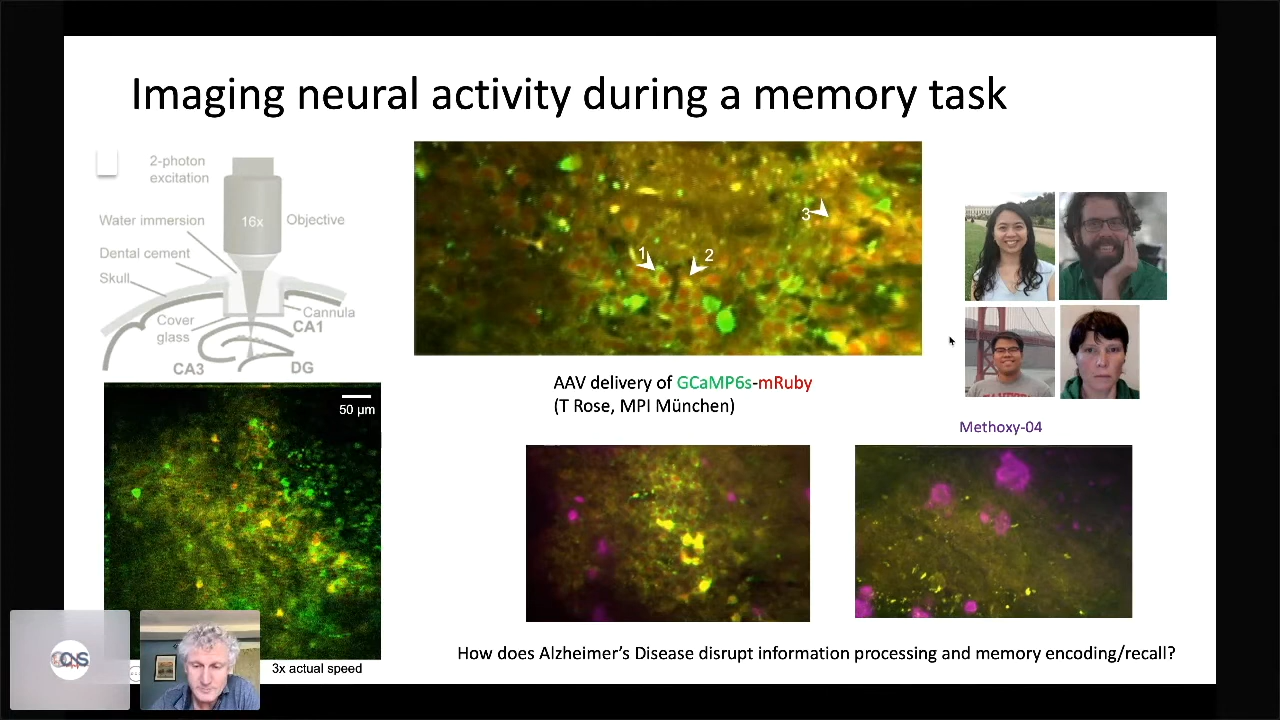 Imaging neural activity during a memory task
2-photon
excitation
Water immersion
16x
Objective
Dental cement
Skull
Cover
glass
Cannula
CA1
CA3
DG
1
2
3
50 µm
AAV delivery of GCaMP6s-mRuby
(T Rose, MPI München)
Methoxy-04
3x actual speed
How does Alzheimer's Disease disrupt information processing and memory encoding/recall?